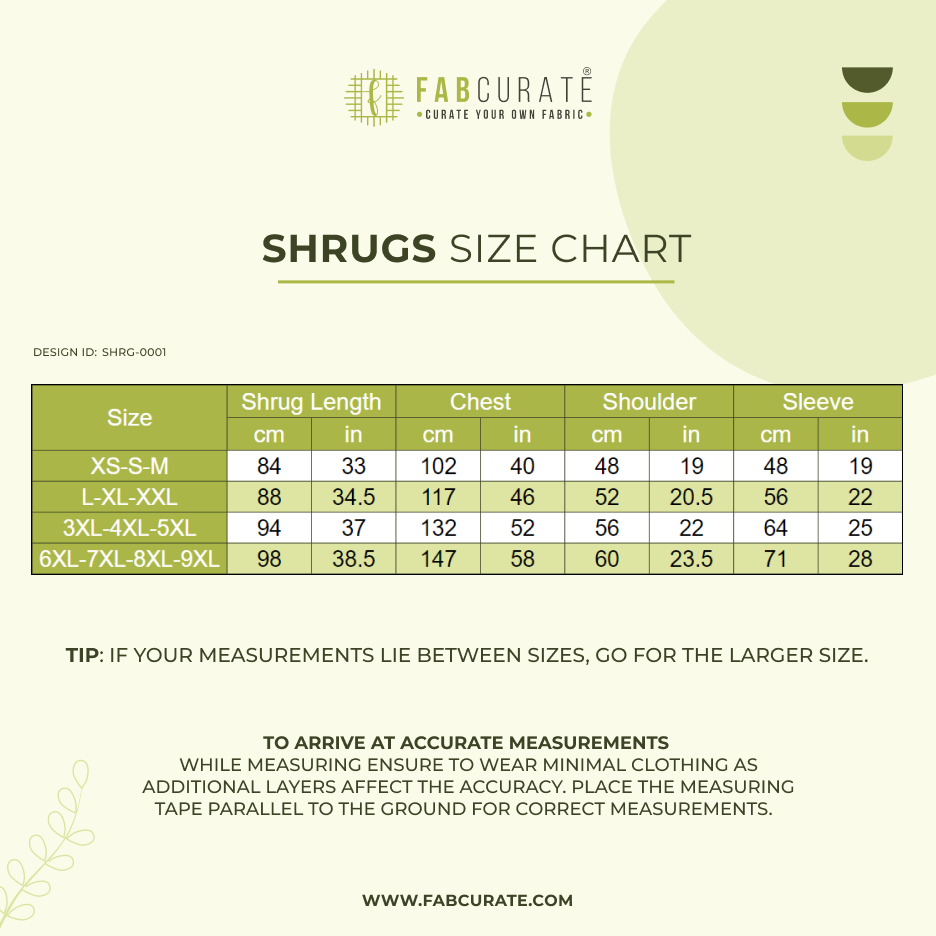 FABCURATE®
•CURATE YOUR OWN FABRIC•
SHRUGS SIZE CHART
DESIGN ID: SHRG-0001
Size Shrug Length Chest Shoulder Sleeve
cm in cm in cm in cm in
XS-S-M 84 33 102 40 48 19 48 19
L-XL-XXL 88 34.5 117 46 52 20.5 56 22
3XL-4XL-5XL 94 37 132 52 56 22 64 25
6XL-7XL-8XL-9XL 98 38.5 147 58 60 23.5 71 28
TIP: IF YOUR MEASUREMENTS LIE BETWEEN SIZES, GO FOR THE LARGER SIZE.
TO ARRIVE AT ACCURATE MEASUREMENTS
WHILE MEASURING ENSURE TO WEAR MINIMAL CLOTHING AS
ADDITIONAL LAYERS AFFECT THE ACCURACY. PLACE THE MEASURING
TAPE PARALLEL TO THE GROUND FOR CORRECT MEASUREMENTS.
WWW.FABCURATE.COM